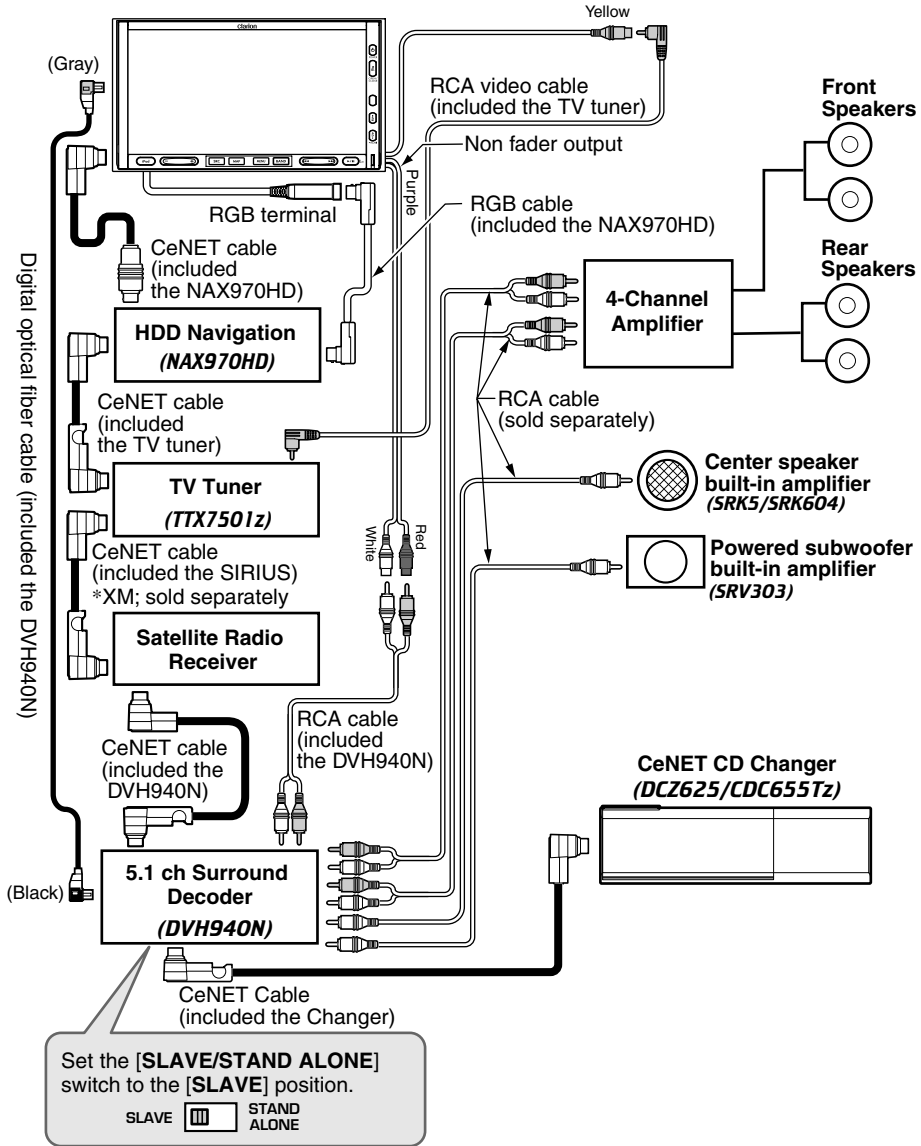 Yellow
clarion
(Gray)
RCA video cable
(included the TV tuner)
Front
Speakers
Non fader output
Purple
iPod
SRC
MAP
MENU
BAND
RGB terminal
RGB cable
(included the NAX970HD)
CeNET cable
(included
the NAX970HD)
Rear
Speakers
Digital optical fiber cable (included the DVH940N)
4-Channel
Amplifier
HDD Navigation
(NAX970HD)
CeNET cable
(included
the TV tuner)
RCA cable
(sold separately)
TV Tuner
(TTX7501z)
Center speaker
built-in amplifier
(SRK5/SRK604)
White
Red
CeNET cable
(included the SIRIUS)
*XM; sold separately
Powered subwoofer
built-in amplifier
(SRV303)
Satellite Radio
Receiver
RCA cable
(included
the DVH940N)
CeNET cable
(included the
DVH940N)
CeNET CD Changer
(DCZ625/CDC655Tz)
5.1 ch Surround
Decoder
(DVH940N)
(Black)
CeNET Cable
(included the Changer)
Set the [SLAVE/STAND ALONE]
switch to the [SLAVE] position.
SLAVE
STAND
ALONE